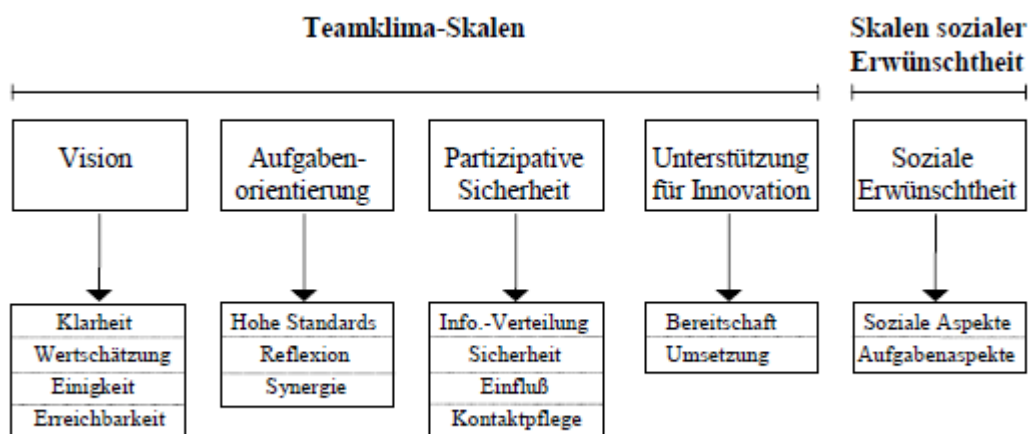 Teamklima-Skalen
Skalen sozialer
Erwünschtheit
Vision
Aufgaben-
orientierung
Partizipative
Sicherheit
Unterstützung
für Innovation
Soziale
Erwünschtheit
Klarheit
Wertschätzung
Einigkeit
Erreichbarkeit
Hohe Standards
Reflexion
Synergie
Info.-Verteilung
Sicherheit
Einfluß
Kontaktpflege
Bereitschaft
Umsetzung
Soziale Aspekte
Aufgabenaspekte